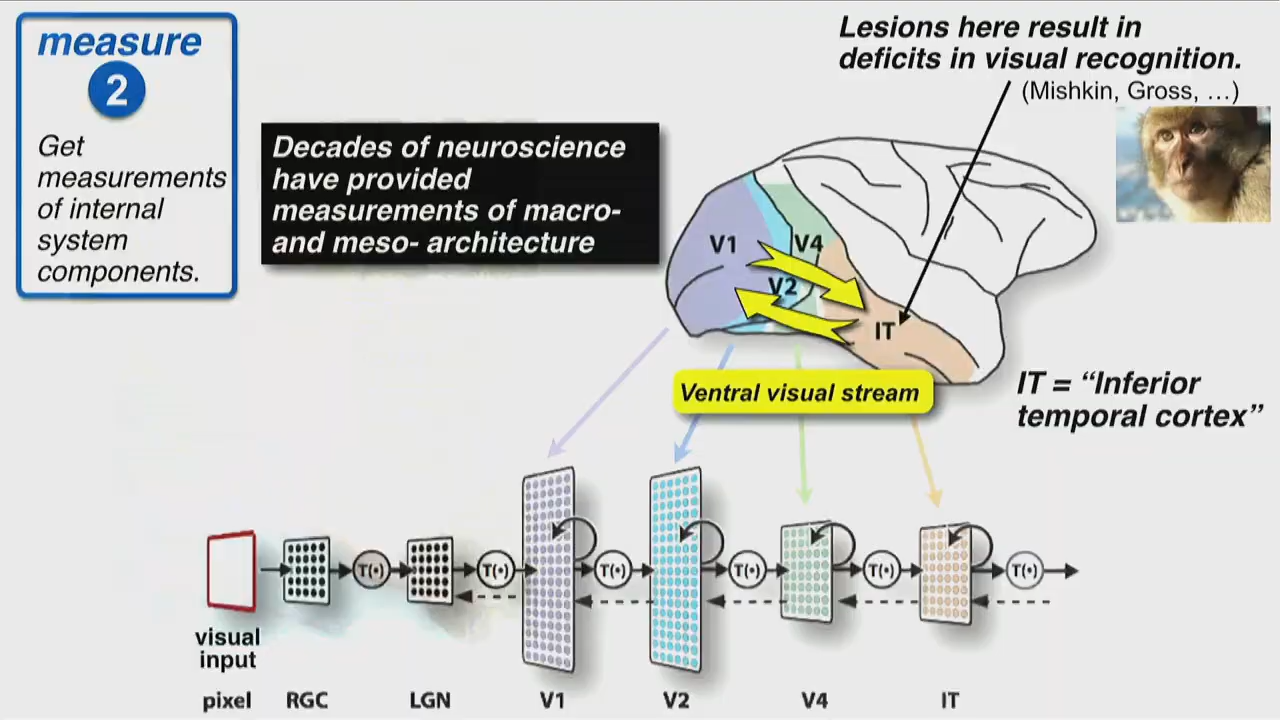 measure
2
Get
measurements
of internal
system
components.
Decades of neuroscience
have provided
measurements of macro-
and meso- architecture
Lesions here result in
deficits in visual recognition.
(Mishkin, Gross, …)
V1
V4
V2
IT
Ventral visual stream
IT = “Inferior
temporal cortex”
T(•)
T(•)
T(•)
T(•)
T(•)
T(•)
visual
input
pixel
RGC
LGN
V1
V2
V4
IT